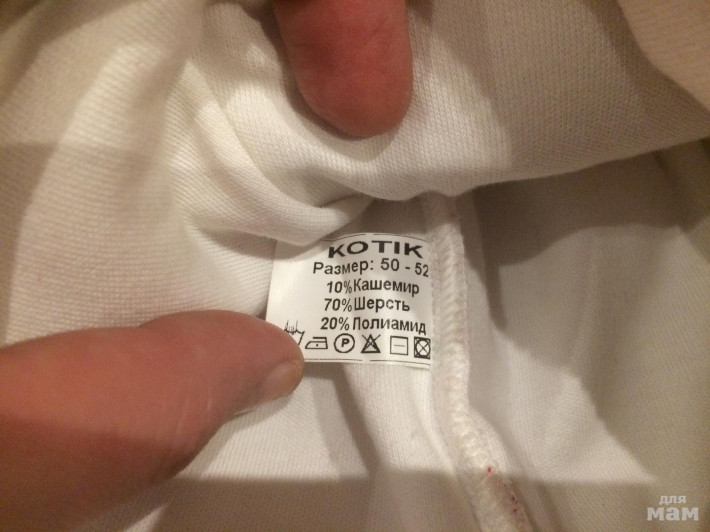 KOTIK
Размер: 50 - 52
10% Кашемир
70% Шерсть
20% Полиамид
P
для
мам